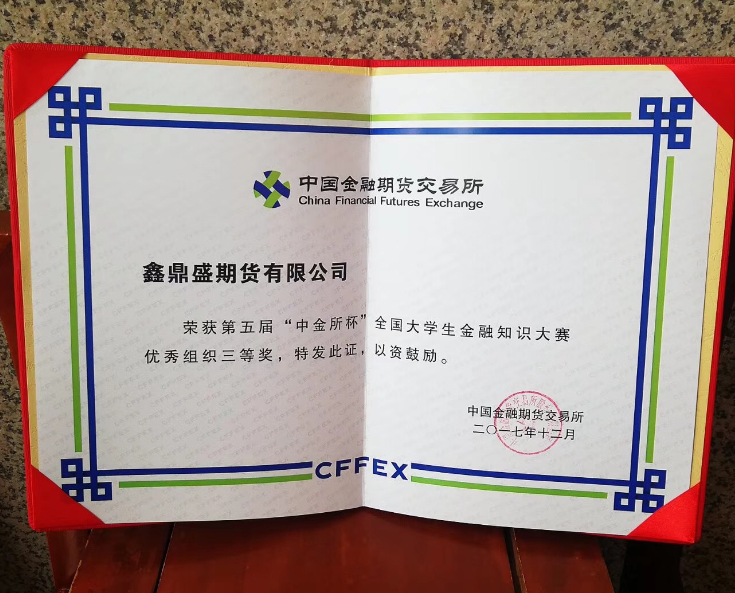 中国金融期货交易所
China Financial Futures Exchange
鑫鼎盛期货有限公司
荣获第五届“中金所杯”全国大学生金融知识大赛
优秀组织三等奖，特发此证，以资鼓励。
中国金融期货交易所
二〇一七年十二月
CFFEX